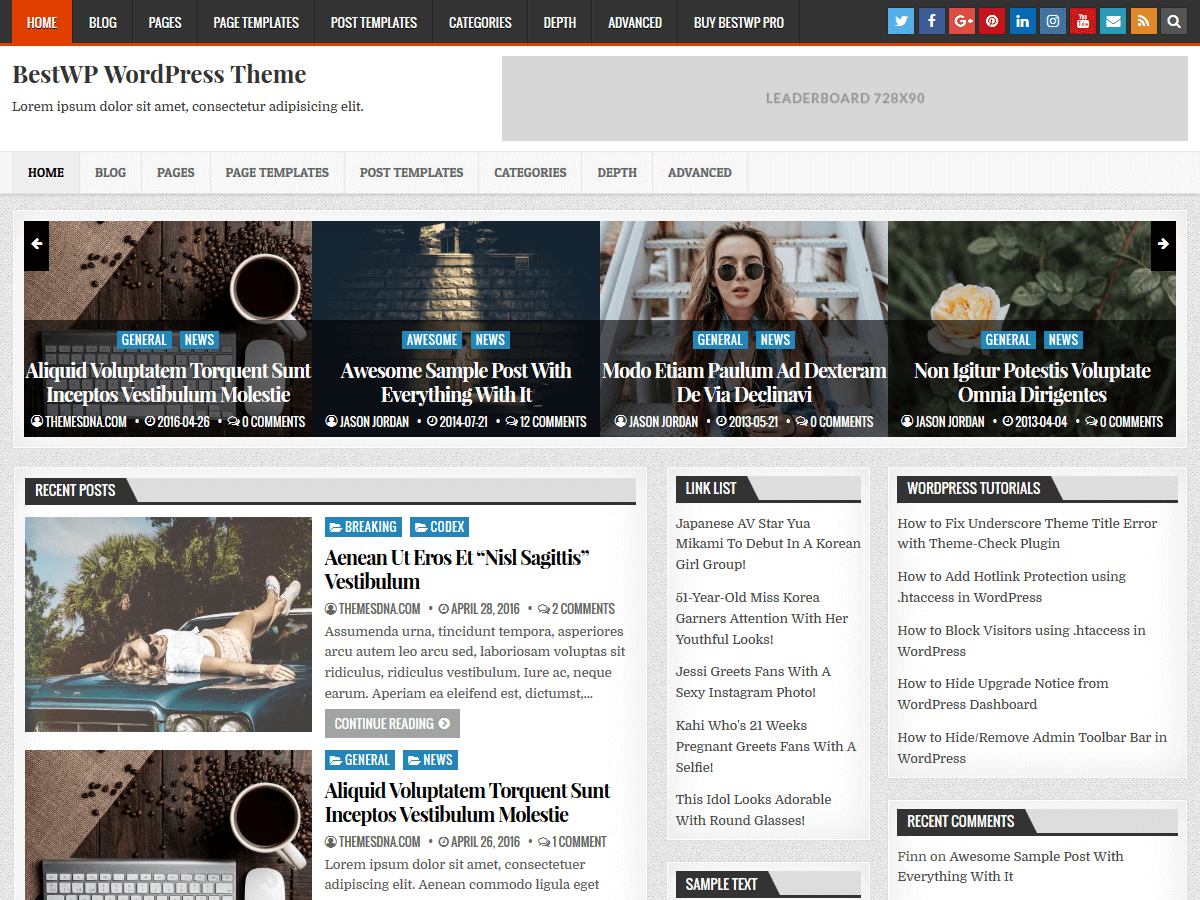 HOME BLOG PAGES PAGE TEMPLATES POST TEMPLATES CATEGORIES DEPTH ADVANCED BUY BESTWP PRO
BestWP WordPress Theme
Lorem ipsum dolor sit amet, consectetur adipisicing elit.
LEADERBOARD 728X90
HOME BLOG PAGES PAGE TEMPLATES POST TEMPLATES CATEGORIES DEPTH ADVANCED
GENERAL NEWS
Aliquid Voluptatem Torquent Sunt
Inceptos Vestibulum Molestie
THEMESDNA.COM • 2016-04-26 • 0 COMMENTS
AWESOME NEWS
Awesome Sample Post With
Everything With It
JASON JORDAN • 2014-07-21 • 12 COMMENTS
GENERAL NEWS
Modo Etiam Paulum Ad Dexteram
De Via Declinavi
JASON JORDAN • 2013-05-21 • 0 COMMENTS
GENERAL NEWS
Non Igitur Potestis Voluptate
Omnia Dirigentes
JASON JORDAN • 2013-04-04 • 0 COMMENTS
RECENT POSTS
BREAKING CODEX
Aenean Ut Eros Et “Nisl Sagittis”
Vestibulum
THEMESDNA.COM • APRIL 28, 2016 • 2 COMMENTS
Assumenda urna, tincidunt tempora, asperiores
arcu autem leo arcu sed, laboriosam voluptas sit
ridiculus, ridiculus vestibulum. Iure ac, neque
earum. Aperiam ea eleifend est, dictumst,...
CONTINUE READING
GENERAL NEWS
Aliquid Voluptatem Torquent Sunt
Inceptos Vestibulum Molestie
THEMESDNA.COM • APRIL 26, 2016 • 1 COMMENT
Lorem ipsum dolor sit amet, consectetuer
adipiscing elit. Aenean commodo ligula eget
LINK LIST
Japanese AV Star Yua
Mikami To Debut In A Korean
Girl Group!
51-Year-Old Miss Korea
Garners Attention With Her
Youthful Looks!
Jessi Greets Fans With A
Sexy Instagram Photo!
Kahi Who's 21 Weeks
Pregnant Greets Fans With A
Selfie!
This Idol Looks Adorable
With Round Glasses!
SAMPLE TEXT
WORDPRESS TUTORIALS
How to Fix Underscore Theme Title Error
with Theme-Check Plugin
How to Add Hotlink Protection using
.htaccess in WordPress
How to Block Visitors using .htaccess in
WordPress
How to Hide Upgrade Notice from
WordPress Dashboard
How to Hide/Remove Admin Toolbar Bar in
WordPress
RECENT COMMENTS
Finn on Awesome Sample Post With
Everything With It